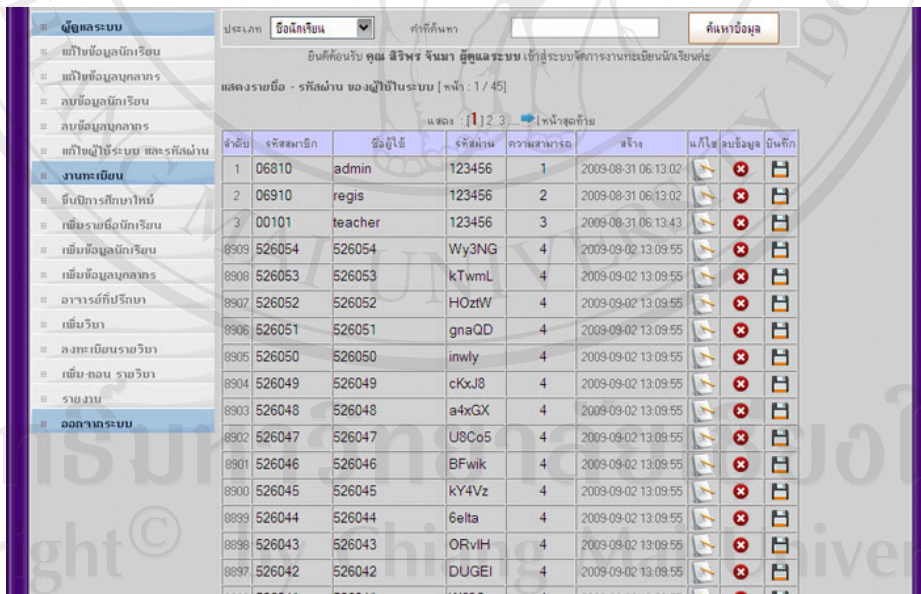 ผู้ดูแลระบบ
แก้ไขข้อมูลนักเรียน
แก้ไขข้อมูลบุคลากร
ลบข้อมูลนักเรียน
ลบข้อมูลบุคลากร
แก้ไขผู้ใช้ระบบ และรหัสผ่าน
งานทะเบียน
ขึ้นปีการศึกษาใหม่
เพิ่มรายชื่อนักเรียน
เพิ่มข้อมูลนักเรียน
เพิ่มข้อมูลบุคลากร
อาจารย์ที่ปรึกษา
เพิ่มวิชา
ลงทะเบียนรายวิชา
เพิ่ม-ถอน รายวิชา
รายงาน
ออกจากระบบ
ประเภท ชื่อนักเรียน คำที่ค้นหา ค้นหาข้อมูล
ยินดีต้อนรับ คุณ สิริพร จันมา ผู้ดูแลระบบ เข้าสู่ระบบจัดการงานทะเบียนนักเรียนค่ะ
แสดงรายชื่อ - รหัสผ่าน ของผู้ใช้ในระบบ [ หน้า : 1 / 45]
แสดง : [1] 2 3 ... [หน้าสุดท้าย
ลำดับ รหัสสมาชิก ชื่อผู้ใช้ รหัสผ่าน ความสามารถ สร้าง แก้ไข ลบข้อมูล บันทึก
1 06810 admin 123456 1 2009-08-31 06:13:02
2 06910 regis 123456 2 2009-08-31 06:13:02
3 00101 teacher 123456 3 2009-08-31 06:13:43
8909 526054 526054 Wy3NG 4 2009-09-02 13:09:55
8908 526053 526053 kTwmL 4 2009-09-02 13:09:55
8907 526052 526052 HOztW 4 2009-09-02 13:09:55
8906 526051 526051 gnaQD 4 2009-09-02 13:09:55
8905 526050 526050 inwly 4 2009-09-02 13:09:55
8904 526049 526049 cKxJ8 4 2009-09-02 13:09:55
8903 526048 526048 a4xGX 4 2009-09-02 13:09:55
8902 526047 526047 U8Co5 4 2009-09-02 13:09:55
8901 526046 526046 BFwik 4 2009-09-02 13:09:55
8900 526045 526045 kY4Vz 4 2009-09-02 13:09:55
8899 526044 526044 6elta 4 2009-09-02 13:09:55
8898 526043 526043 ORvlH 4 2009-09-02 13:09:55
8897 526042 526042 DUGEI 4 2009-09-02 13:09:55